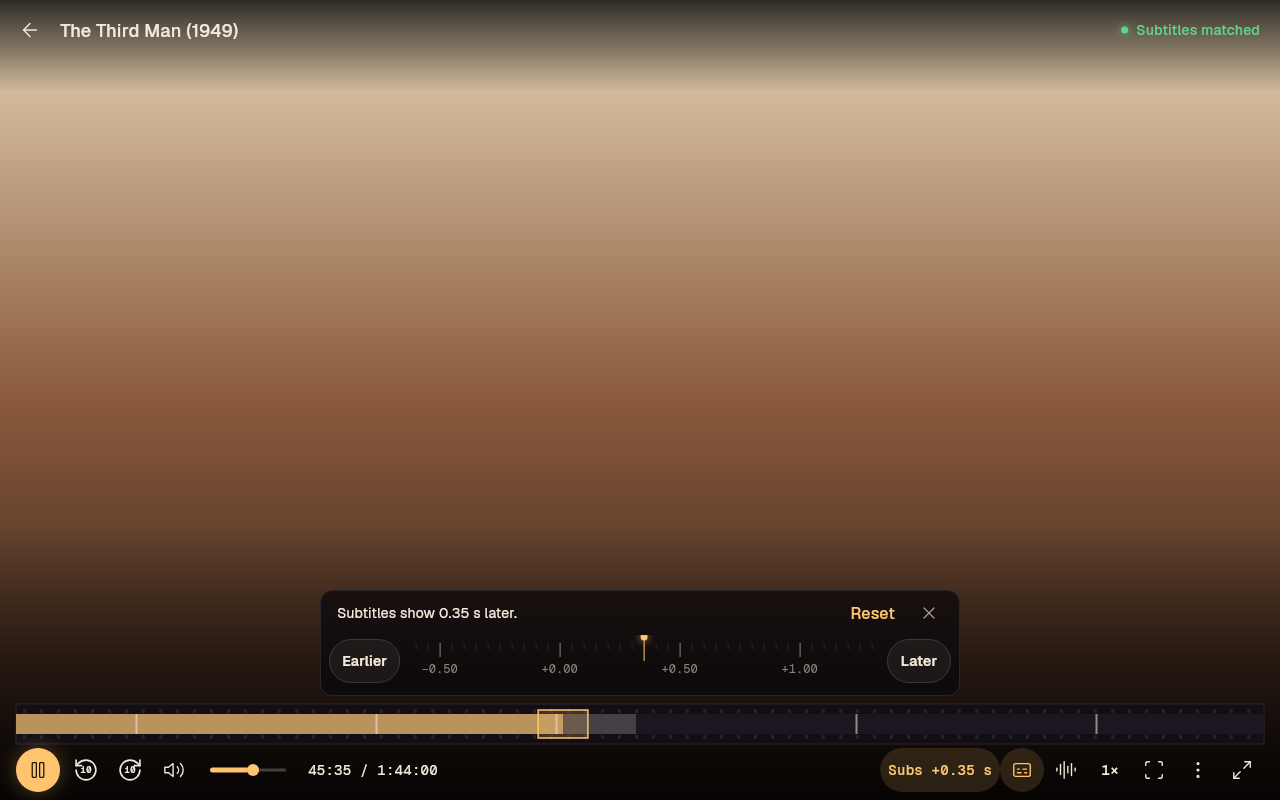 The Third Man (1949)
Subtitles matched
Subtitles show 0.35 s later.
Reset
Earlier
−0.50
+0.00
+0.50
+1.00
Later
10
10
45:35 / 1:44:00
Subs +0.35 s
1×